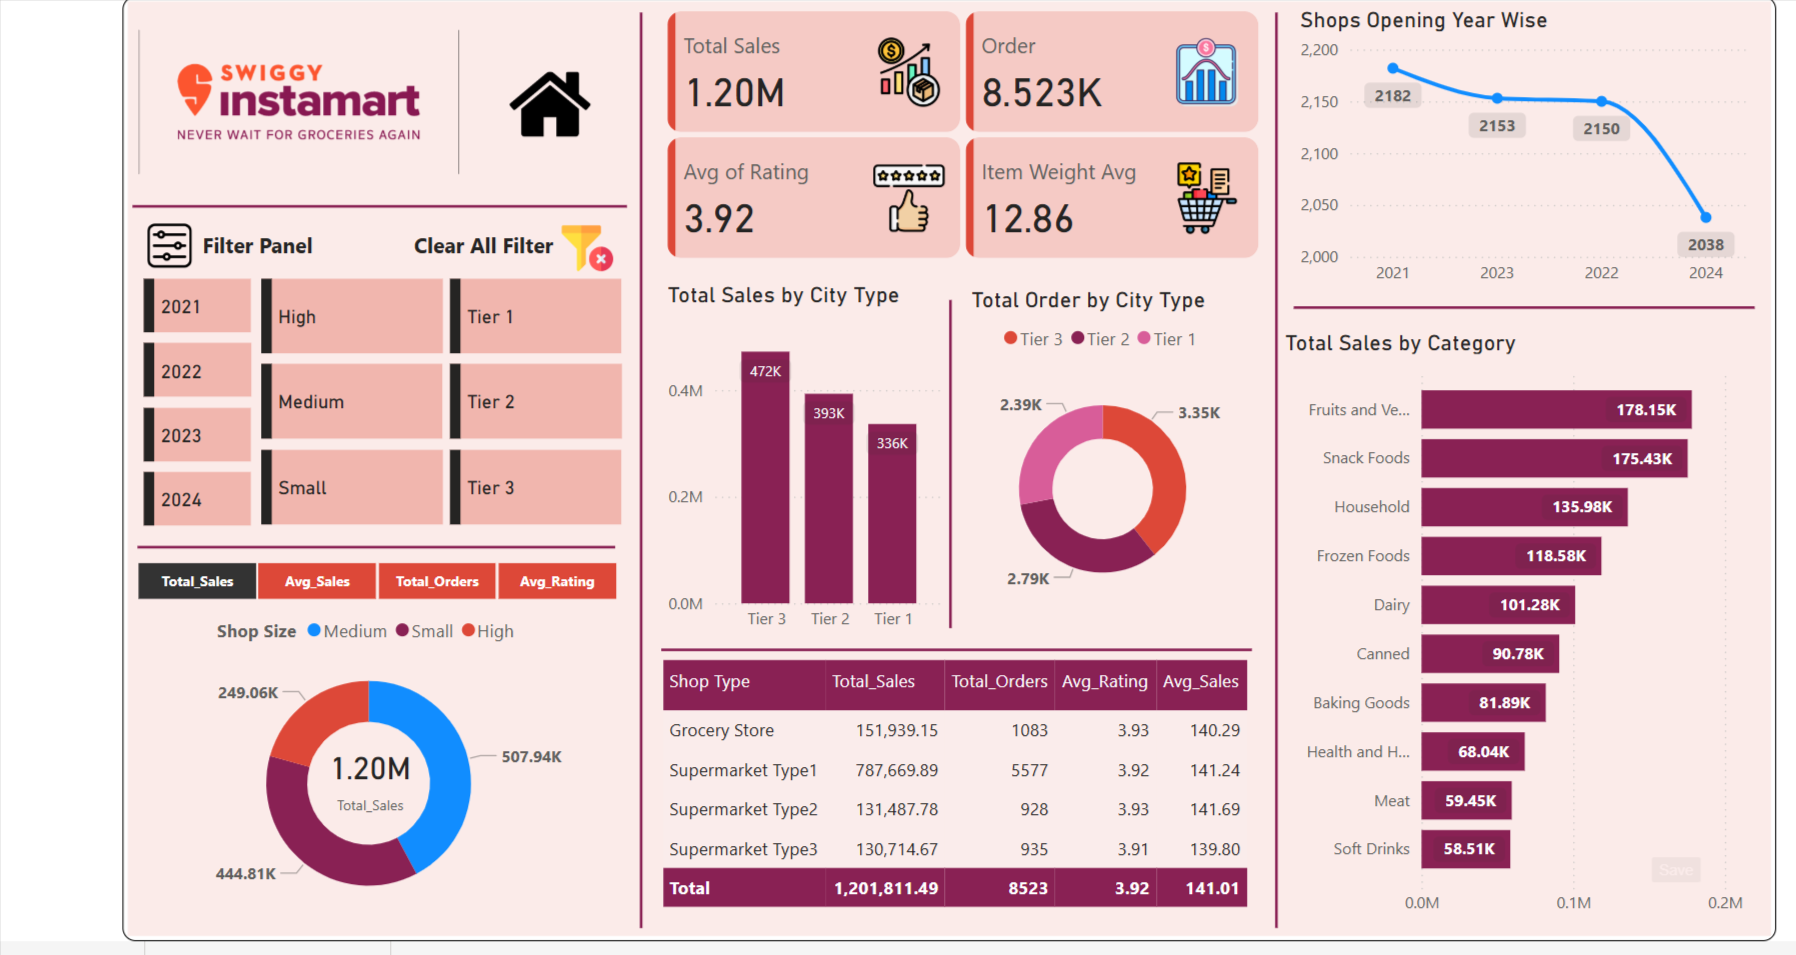 SWIGGY
instamart
NEVER WAIT FOR GROCERIES AGAIN
Filter Panel
Clear All Filter
2021
2022
2023
2024
High
Medium
Small
Tier 1
Tier 2
Tier 3
Total_Sales
Avg_Sales
Total_Orders
Avg_Rating
Shop Size Medium Small High
249.06K
507.94K
444.81K
1.20M
Total_Sales
Total Sales
1.20M
Order
8.523K
Avg of Rating
3.92
Item Weight Avg
12.86
Total Sales by City Type
0.4M
0.2M
0.0M
472K
393K
336K
Tier 3 Tier 2 Tier 1
Total Order by City Type
Tier 3 Tier 2 Tier 1
2.39K
3.35K
2.79K
Shop Type Total_Sales Total_Orders Avg_Rating Avg_Sales
Grocery Store 151,939.15 1083 3.93 140.29
Supermarket Type1 787,669.89 5577 3.92 141.24
Supermarket Type2 131,487.78 928 3.93 141.69
Supermarket Type3 130,714.67 935 3.91 139.80
Total 1,201,811.49 8523 3.92 141.01
Shops Opening Year Wise
2,200
2,150
2,100
2,050
2,000
2182
2153
2150
2038
2021 2023 2022 2024
Total Sales by Category
Fruits and Ve... 178.15K
Snack Foods 175.43K
Household 135.98K
Frozen Foods 118.58K
Dairy 101.28K
Canned 90.78K
Baking Goods 81.89K
Health and H... 68.04K
Meat 59.45K
Soft Drinks 58.51K
Save
0.0M 0.1M 0.2M